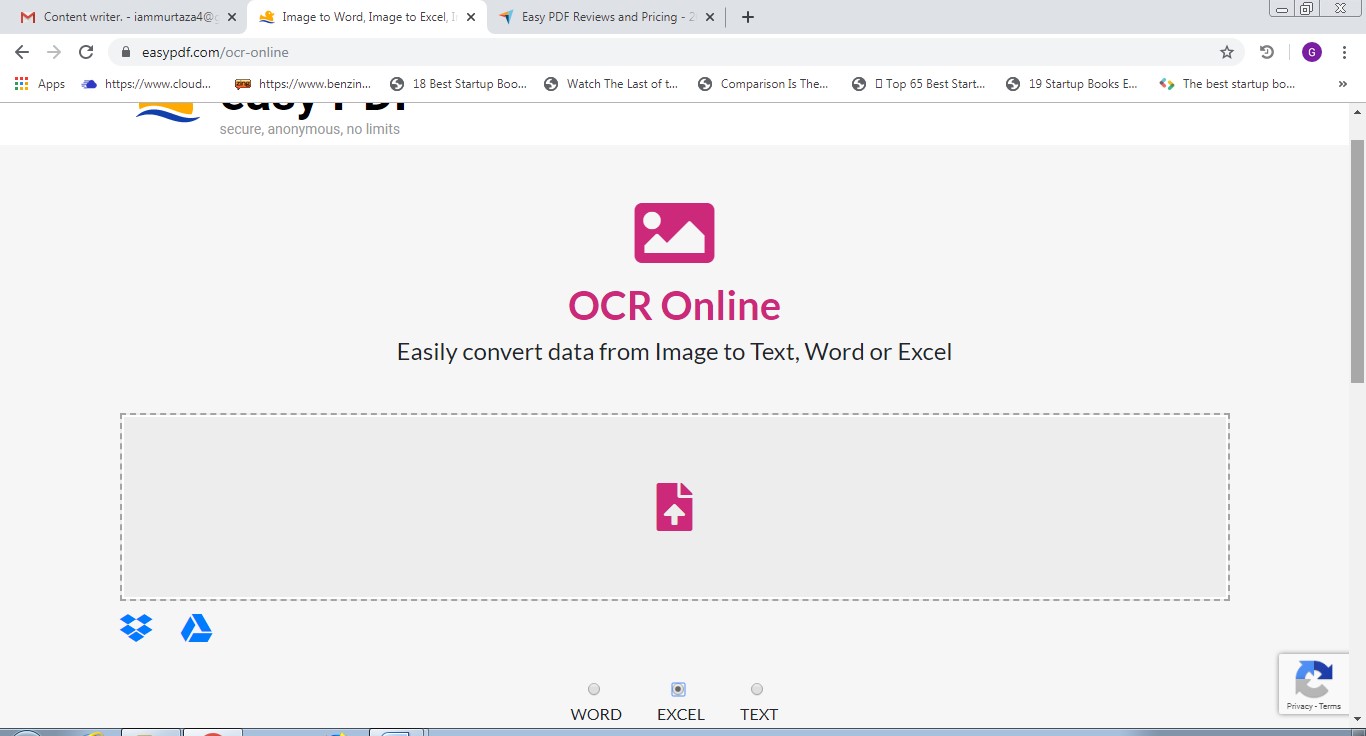 Content writer. - iammurtaza4@g
Image to Word, Image to Excel, I
Easy PDF Reviews and Pricing - 2
easypdf.com/ocr-online
G
Apps
https://www.cloud...
https://www.benzin...
18 Best Startup Boo...
Watch The Last of t...
Comparison Is The...
Top 65 Best Start...
19 Startup Books E...
The best startup bo...
easy PDF
secure, anonymous, no limits
OCR Online
Easily convert data from Image to Text, Word or Excel
WORD
EXCEL
TEXT
Privacy - Terms